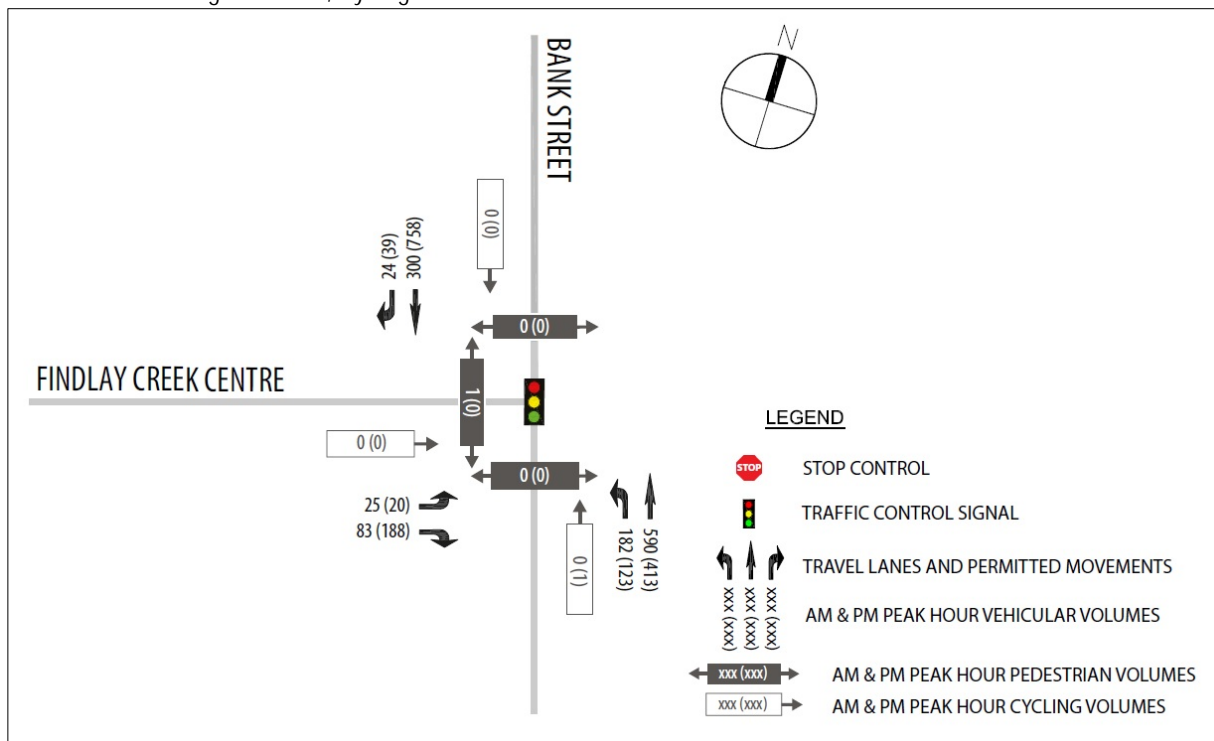 N
BANK STREET
24 (39)
300 (758)
0 (0)
0 (0)
FINDLAY CREEK CENTRE
1 (0)
0 (0)
0 (0)
25 (20)
83 (188)
0 (1)
182 (123)
590 (413)
LEGEND
STOP
STOP CONTROL
TRAFFIC CONTROL SIGNAL
TRAVEL LANES AND PERMITTED MOVEMENTS
xxx (xxx)
xxx (xxx)
xxx (xxx)
AM & PM PEAK HOUR VEHICULAR VOLUMES
xxx (xxx)
AM & PM PEAK HOUR PEDESTRIAN VOLUMES
xxx (xxx)
AM & PM PEAK HOUR CYCLING VOLUMES